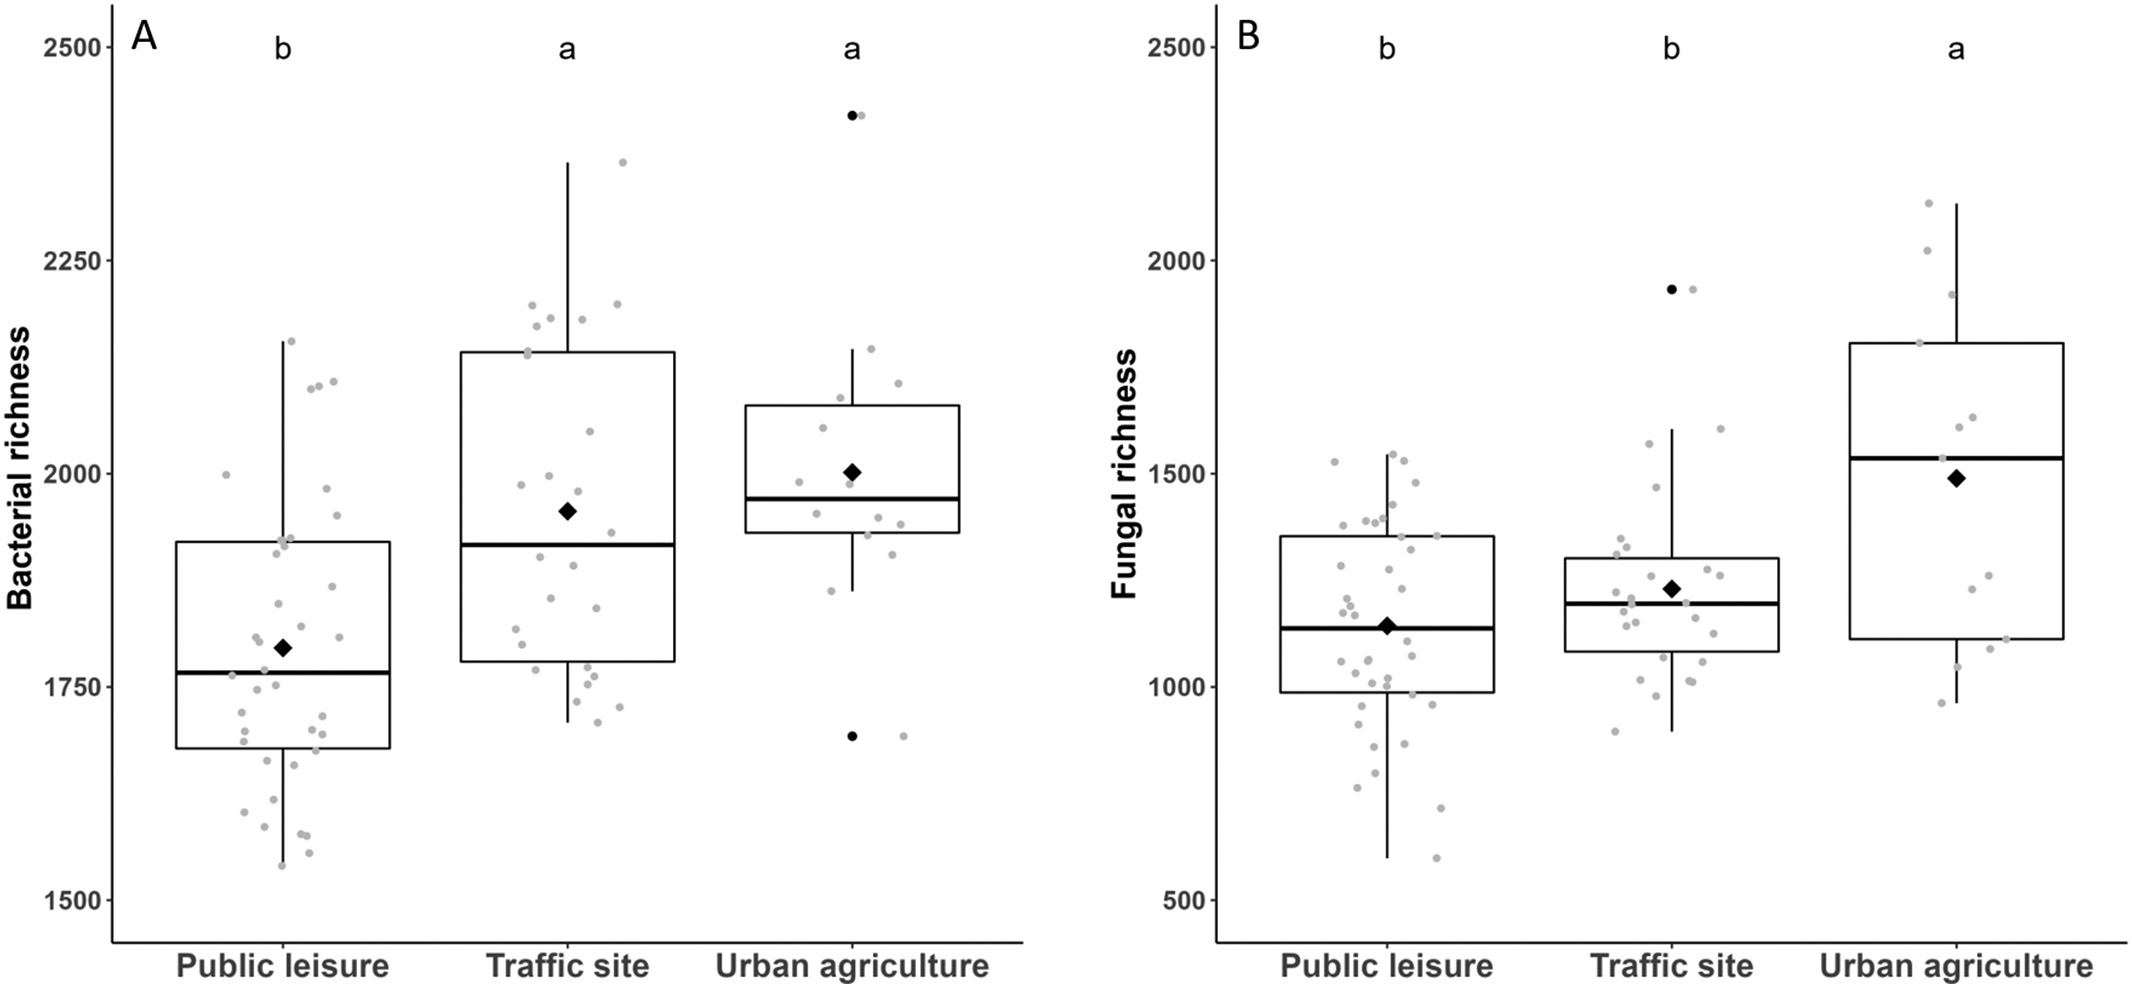 A
b a a
2500
2250
2000
1750
1500
Bacterial richness
Public leisure Traffic site Urban agriculture
B
b b a
2500
2000
1500
1000
500
Fungal richness
Public leisure Traffic site Urban agriculture